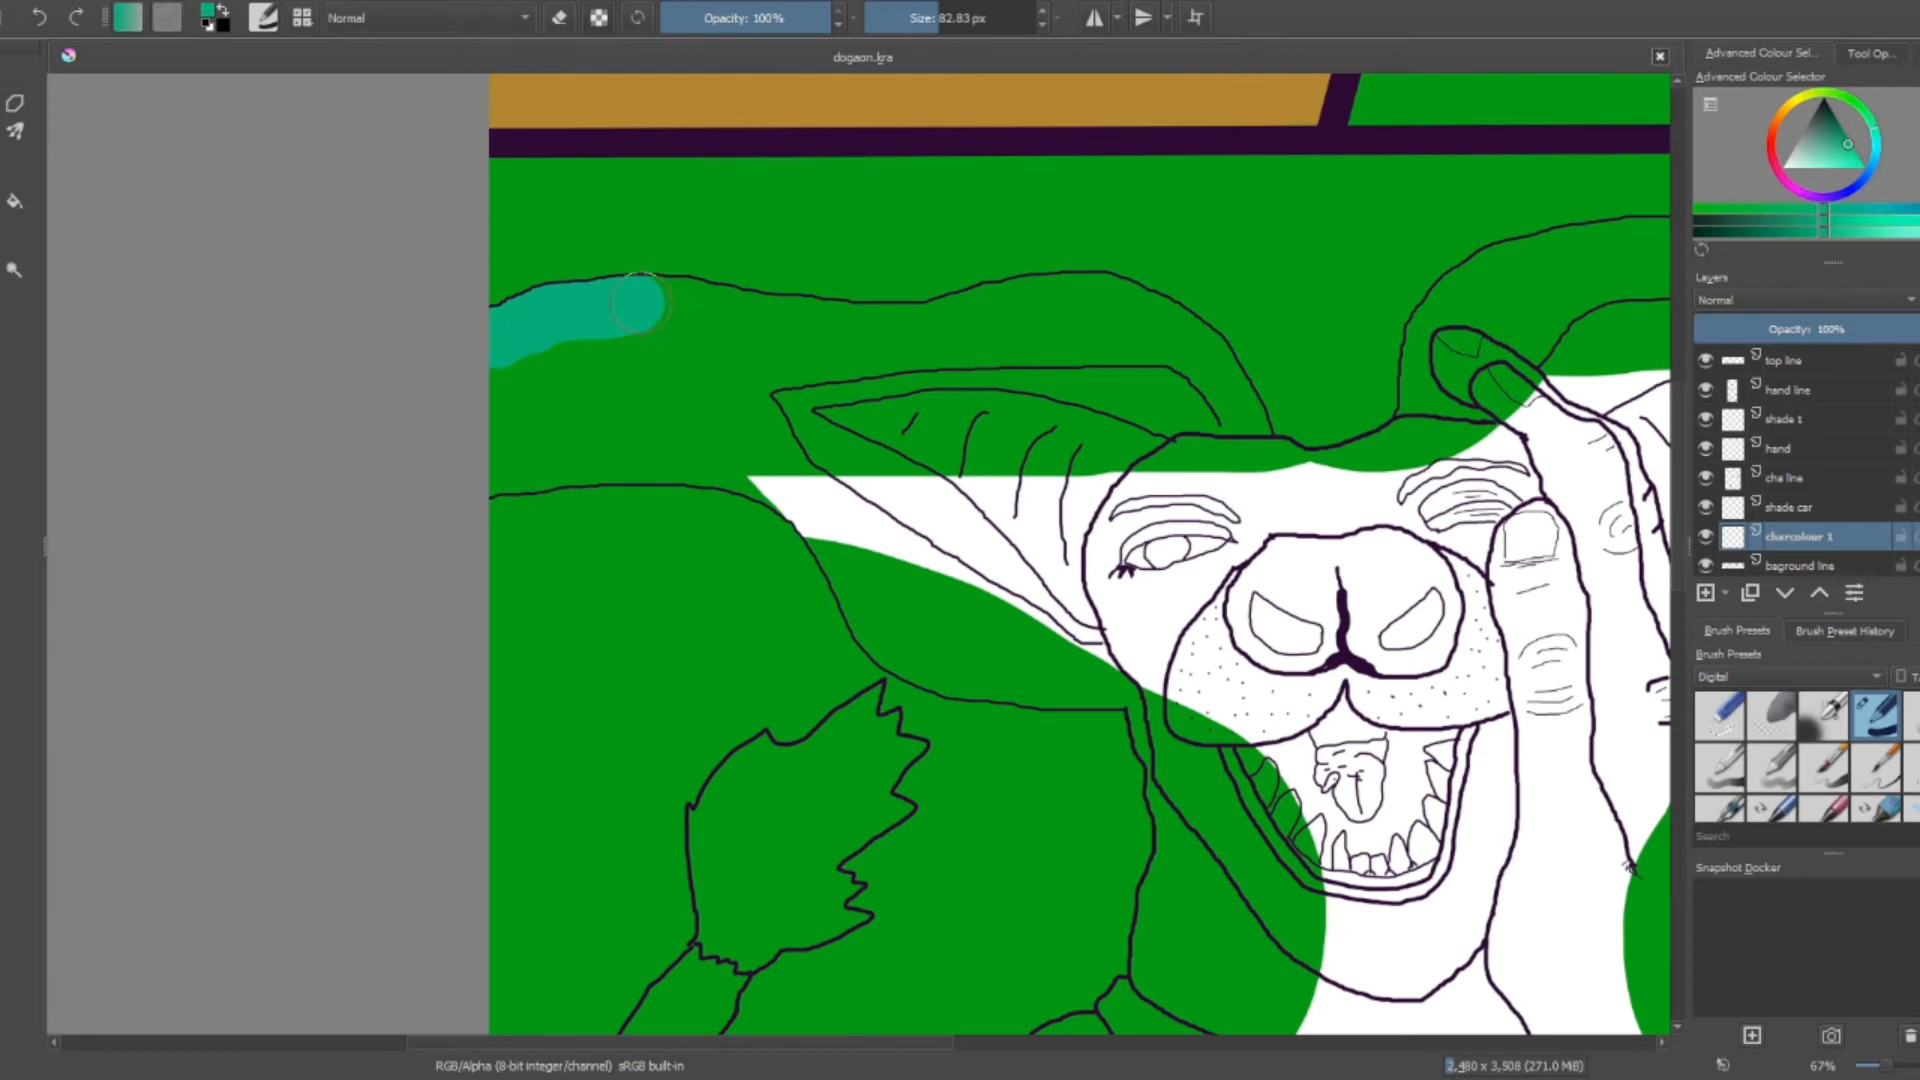 Normal
Opacity: 100%
Size: 82.83 px
dogaon.kra
Advanced Colour Sel...
Tool Op...
Advanced Colour Selector
Layers
Normal
Opacity: 100%
top line
hand line
shade 1
hand
cha line
shade car
charcolour 1
baground line
Brush Presets
Brush Preset History
Brush Presets
Digital
Search
Snapshot Docker
RGB/Alpha (8-bit integer/channel) sRGB built-in
2,480 x 3,508 (271.0 MiB)
67%